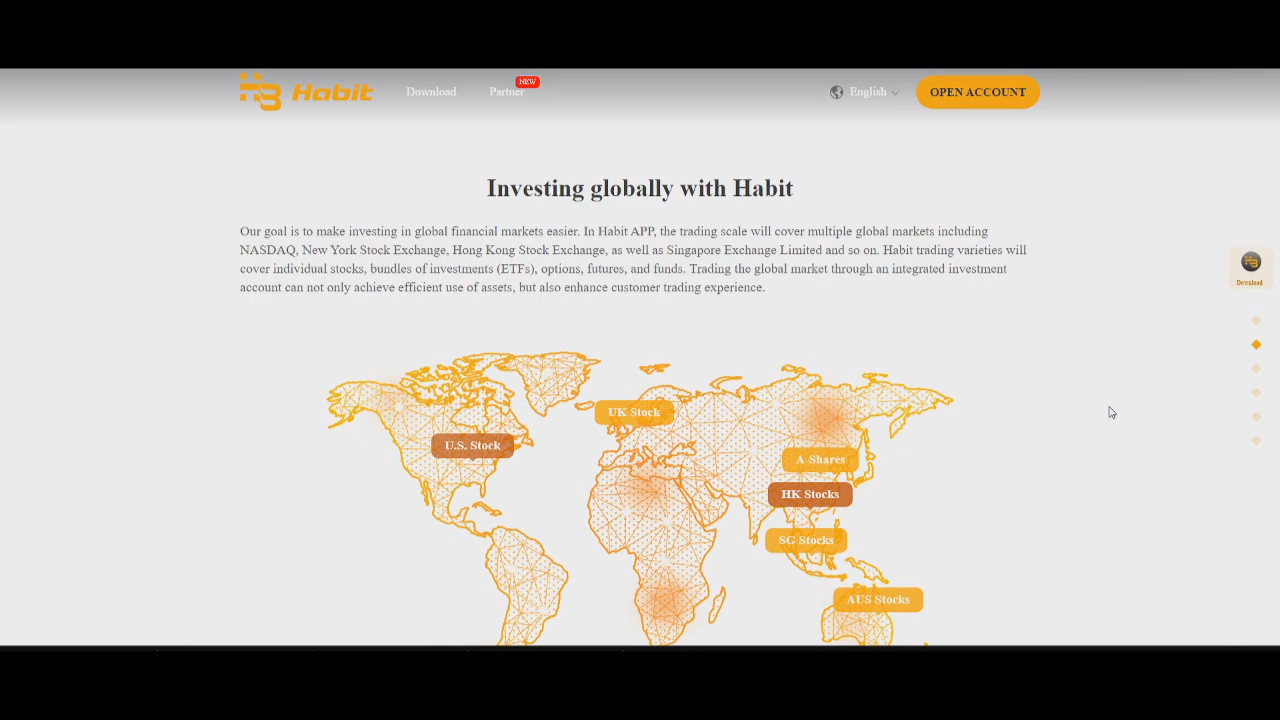 Habit
Download
Partner
NEW
English
OPEN ACCOUNT
Investing globally with Habit
Our goal is to make investing in global financial markets easier. In Habit APP, the trading scale will cover multiple global markets including
NASDAQ, New York Stock Exchange, Hong Kong Stock Exchange, as well as Singapore Exchange Limited and so on. Habit trading varieties will
cover individual stocks, bundles of investments (ETFs), options, futures, and funds. Trading the global market through an integrated investment
account can not only achieve efficient use of assets, but also enhance customer trading experience.
Download
UK Stock
U.S. Stock
A Shares
HK Stocks
SG Stocks
AUS Stocks